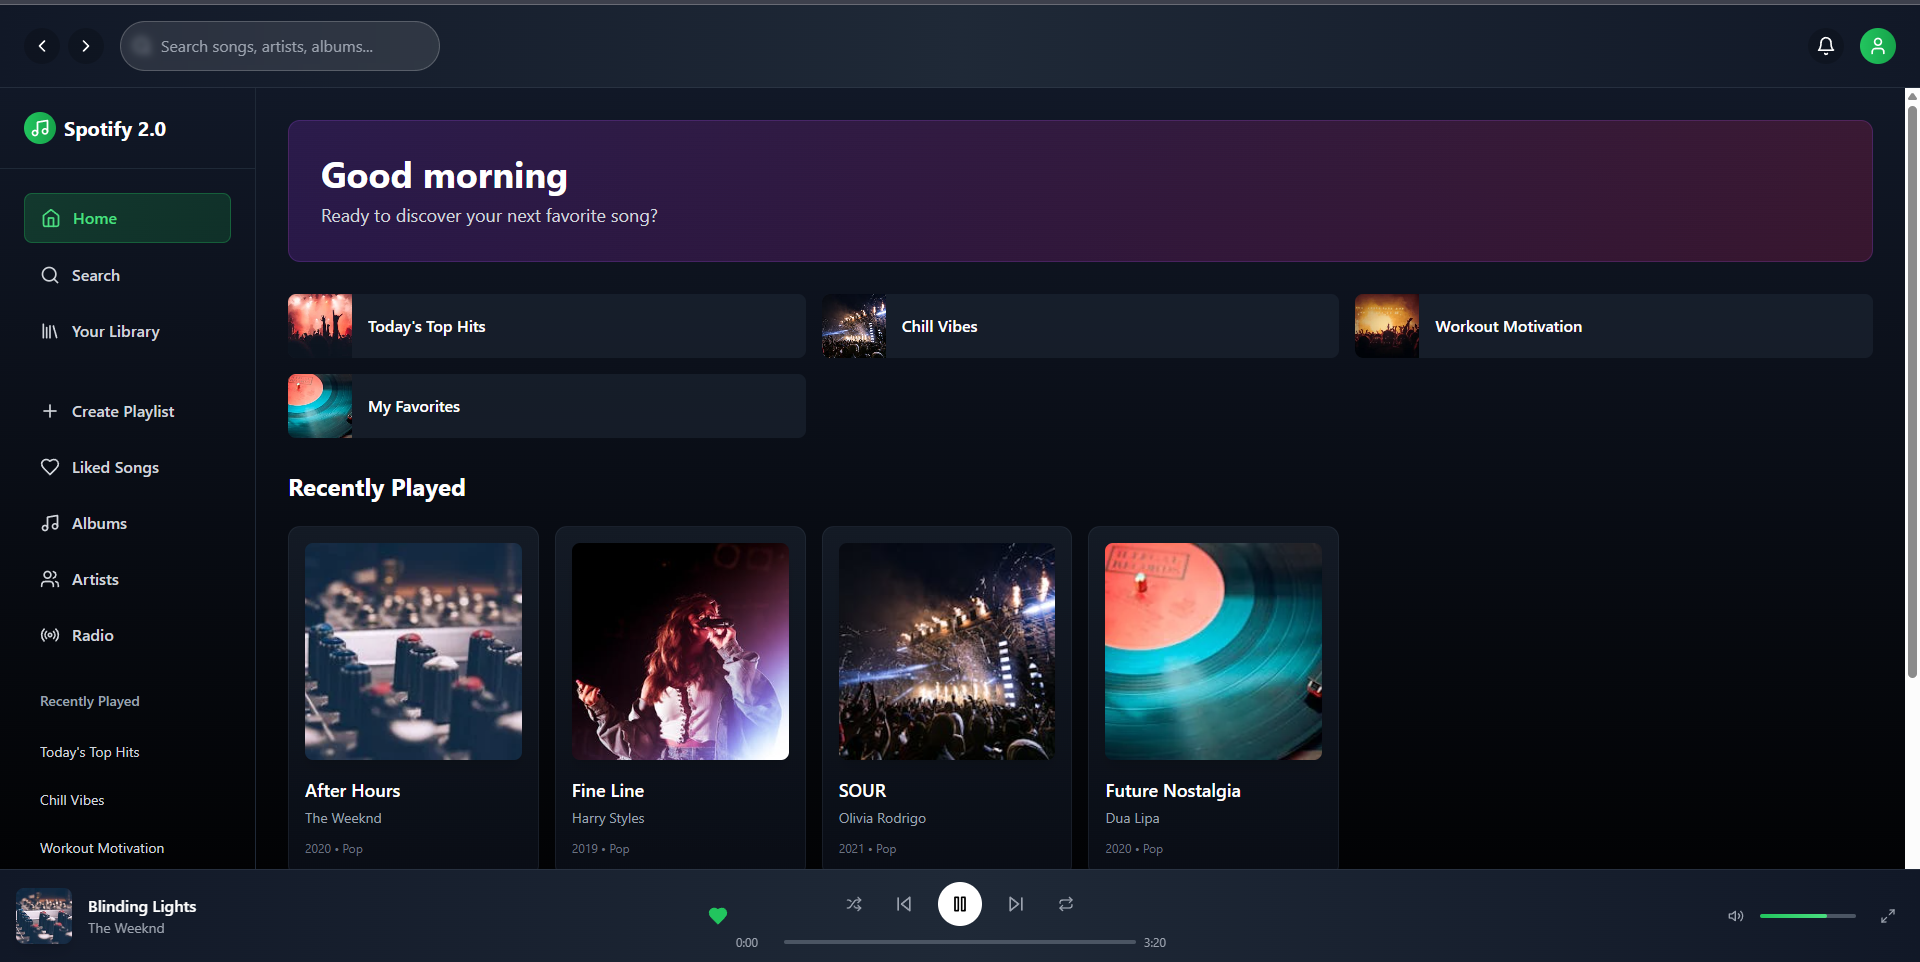 Search songs, artists, albums...
Spotify 2.0
Home
Search
Your Library
Create Playlist
Liked Songs
Albums
Artists
Radio
Recently Played
Today's Top Hits
Chill Vibes
Workout Motivation
Good morning
Ready to discover your next favorite song?
Today's Top Hits
Chill Vibes
Workout Motivation
My Favorites
Recently Played
After Hours
The Weeknd
2020 • Pop
Fine Line
Harry Styles
2019 • Pop
SOUR
Olivia Rodrigo
2021 • Pop
RECORDS
Future Nostalgia
Dua Lipa
2020 • Pop
Blinding Lights
The Weeknd
0:00
3:20